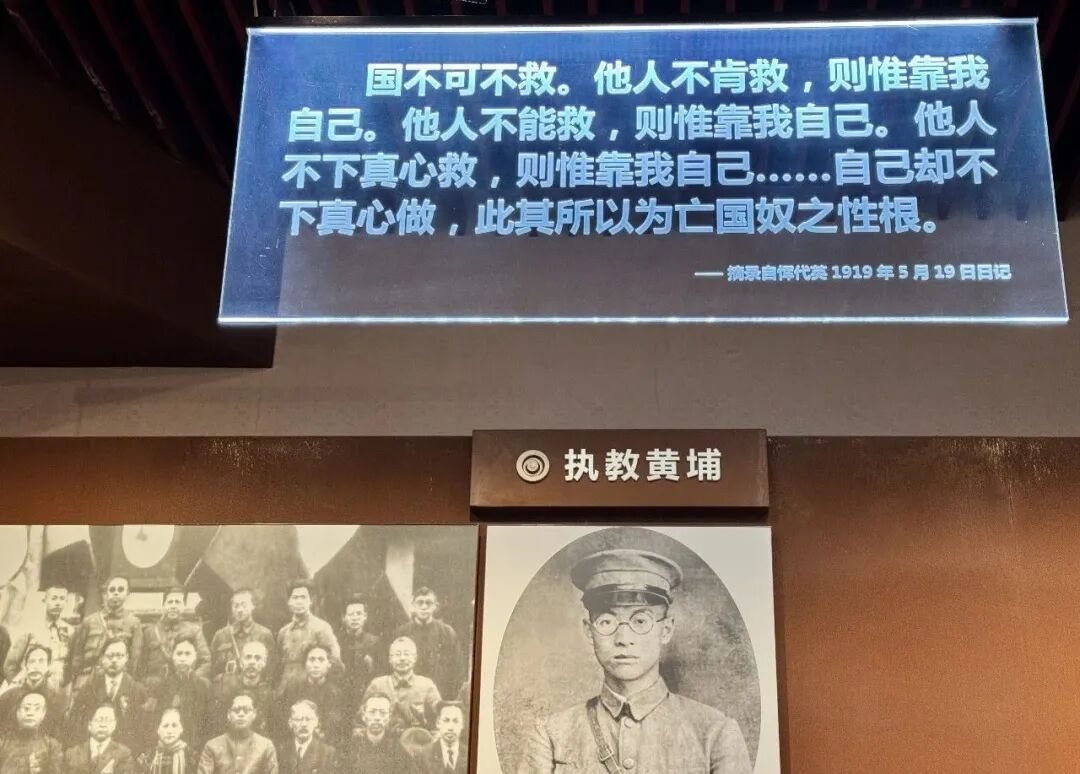 国不可不救。他人不肯救，则惟靠我
自己。他人不能救，则惟靠我自己。他人
不下真心救，则惟靠我自己……自己却不
下真心做，此其所以为亡国奴之性根。
—— 摘录自恽代英 1919 年 5 月 19 日日记
执教黄埔